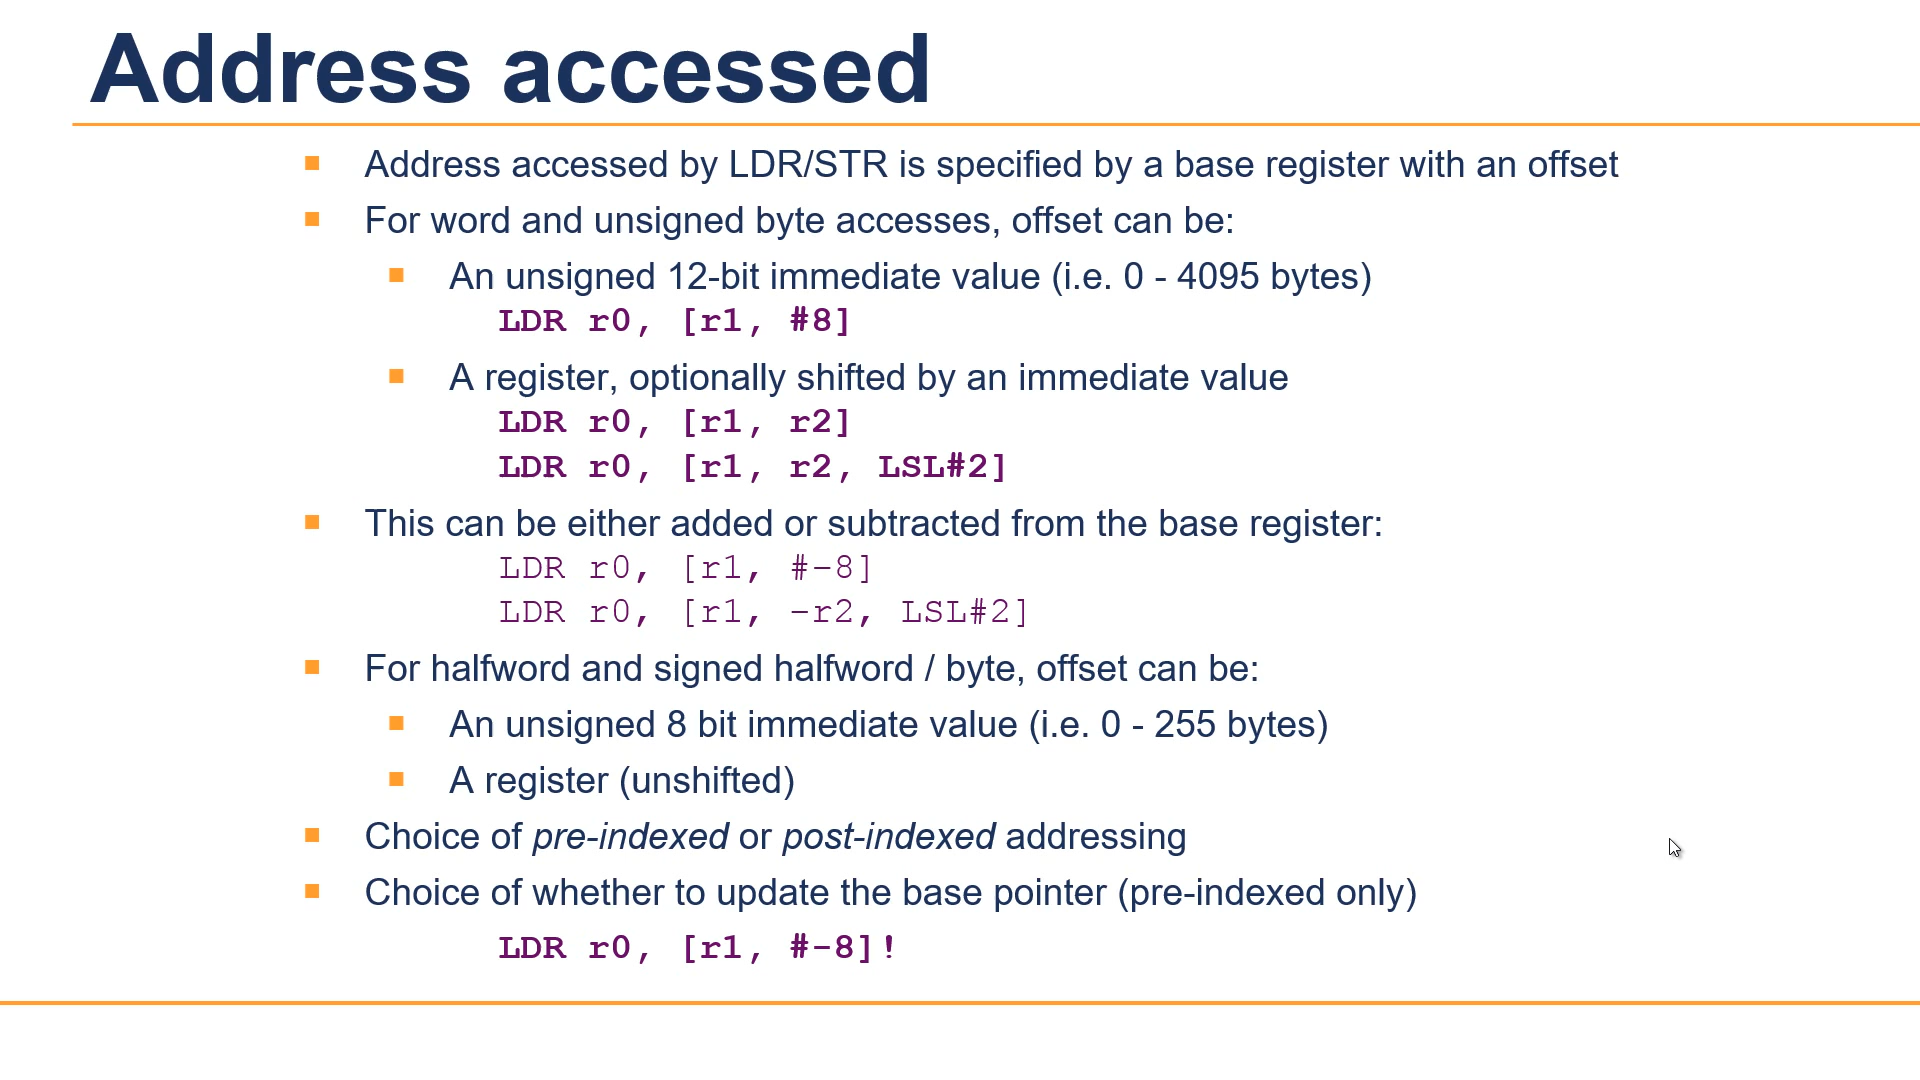 Address accessed
Address accessed by LDR/STR is specified by a base register with an offset
For word and unsigned byte accesses, offset can be:
An unsigned 12-bit immediate value (i.e. 0 - 4095 bytes)
LDR r0, [r1, #8]
A register, optionally shifted by an immediate value
LDR r0, [r1, r2]
LDR r0, [r1, r2, LSL#2]
This can be either added or subtracted from the base register:
LDR r0, [r1, #-8]
LDR r0, [r1, -r2, LSL#2]
For halfword and signed halfword / byte, offset can be:
An unsigned 8 bit immediate value (i.e. 0 - 255 bytes)
A register (unshifted)
Choice of pre-indexed or post-indexed addressing
Choice of whether to update the base pointer (pre-indexed only)
LDR r0, [r1, #-8]!